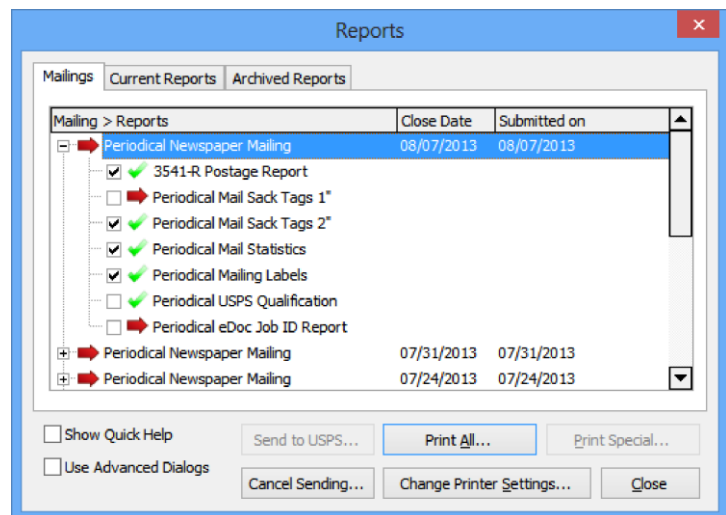 Reports
Mailings Current Reports Archived Reports
Mailing > Reports Close Date Submitted on
Periodical Newspaper Mailing 08/07/2013 08/07/2013
3541-R Postage Report
Periodical Mail Sack Tags 1"
Periodical Mail Sack Tags 2"
Periodical Mail Statistics
Periodical Mailing Labels
Periodical USPS Qualification
Periodical eDoc Job ID Report
Periodical Newspaper Mailing 07/31/2013 07/31/2013
Periodical Newspaper Mailing 07/24/2013 07/24/2013
Show Quick Help Send to USPS... Print All... Print Special...
Use Advanced Dialogs Cancel Sending... Change Printer Settings... Close